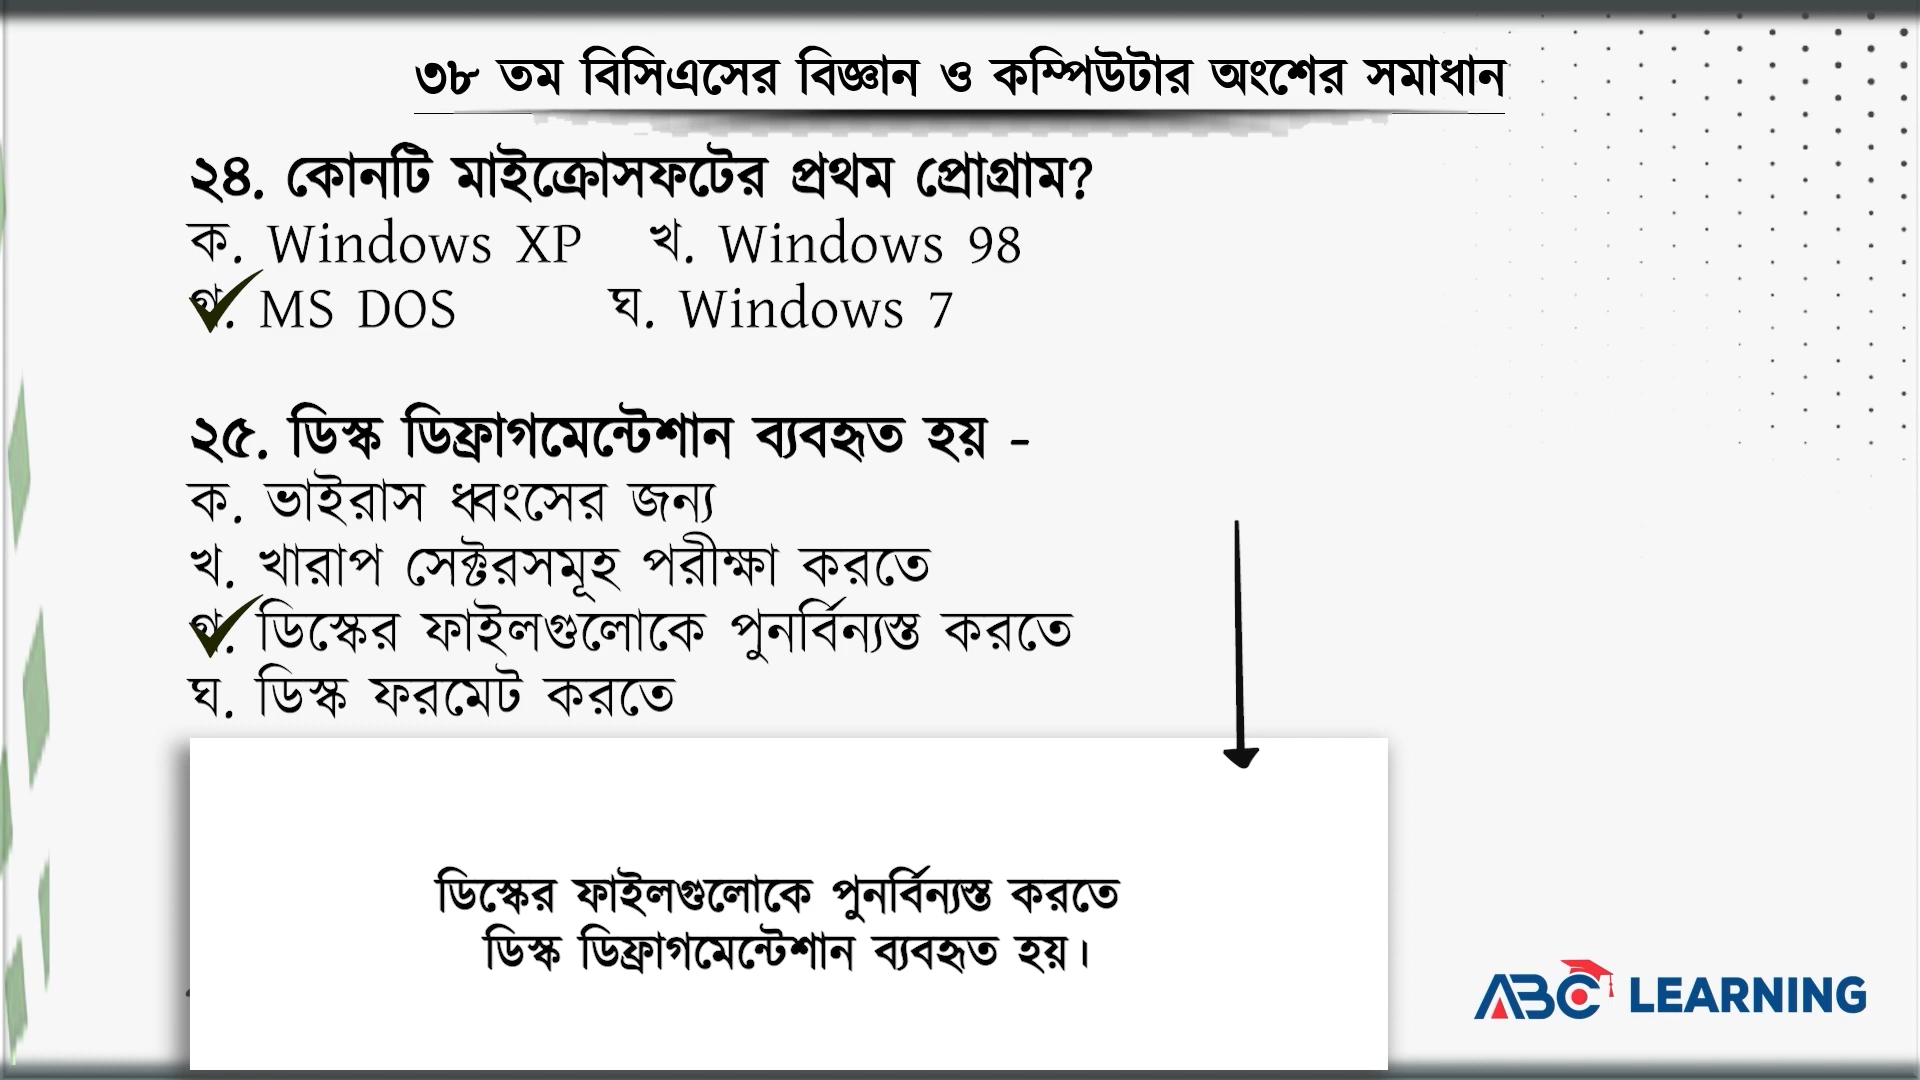 ৩৮ তম বিসিএসের বিজ্ঞান ও কম্পিউটার অংশের সমাধান
২৪. কোনটি মাইক্রোসফটের প্রথম প্রোগ্রাম?
ক. Windows XP খ. Windows 98
গ. MS DOS ঘ. Windows 7
২৫. ডিস্ক ডিফ্রাগমেন্টেশান ব্যবহৃত হয় -
ক. ভাইরাস ধ্বংসের জন্য
খ. খারাপ সেক্টরসমূহ পরীক্ষা করতে
গ. ডিস্কের ফাইলগুলোকে পুনর্বিন্যস্ত করতে
ঘ. ডিস্ক ফরমেট করতে
ডিস্কের ফাইলগুলোকে পুনর্বিন্যস্ত করতে
ডিস্ক ডিফ্রাগমেন্টেশান ব্যবহৃত হয়।
ABC LEARNING